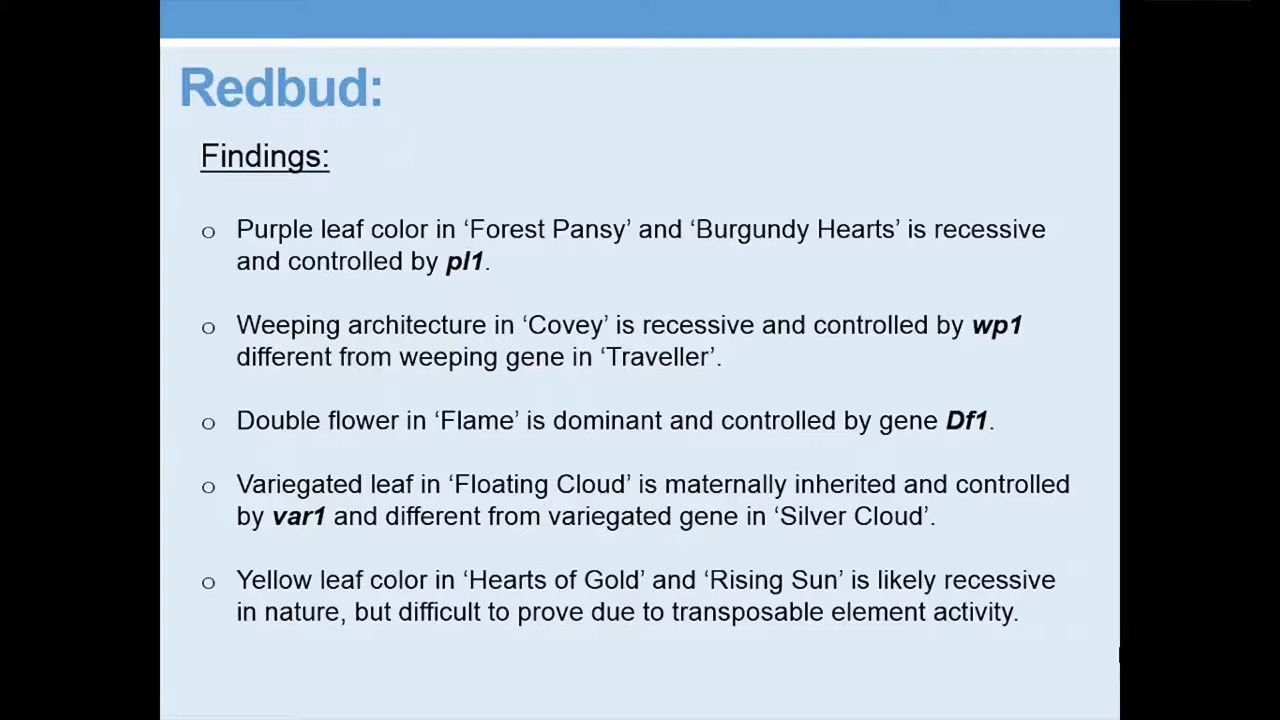 Redbud:
Findings:
o Purple leaf color in ‘Forest Pansy’ and ‘Burgundy Hearts’ is recessive
and controlled by pl1.
o Weeping architecture in ‘Covey’ is recessive and controlled by wp1
different from weeping gene in ‘Traveller’.
o Double flower in ‘Flame’ is dominant and controlled by gene Df1.
o Variegated leaf in ‘Floating Cloud’ is maternally inherited and controlled
by var1 and different from variegated gene in ‘Silver Cloud’.
o Yellow leaf color in ‘Hearts of Gold’ and ‘Rising Sun’ is likely recessive
in nature, but difficult to prove due to transposable element activity.